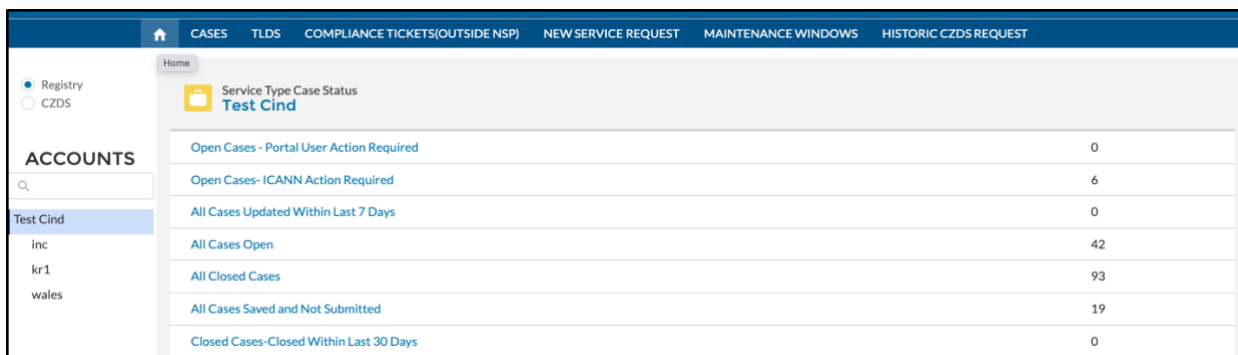 CASES TLDS COMPLIANCE TICKETS(OUTSIDE NSP) NEW SERVICE REQUEST MAINTENANCE WINDOWS HISTORIC CZDS REQUEST
Home
Registry
CZDS
ACCOUNTS
Test Cind
inc
kr1
wales
Service Type Case Status
Test Cind
Open Cases - Portal User Action Required 0
Open Cases- ICANN Action Required 6
All Cases Updated Within Last 7 Days 0
All Cases Open 42
All Closed Cases 93
All Cases Saved and Not Submitted 19
Closed Cases-Closed Within Last 30 Days 0